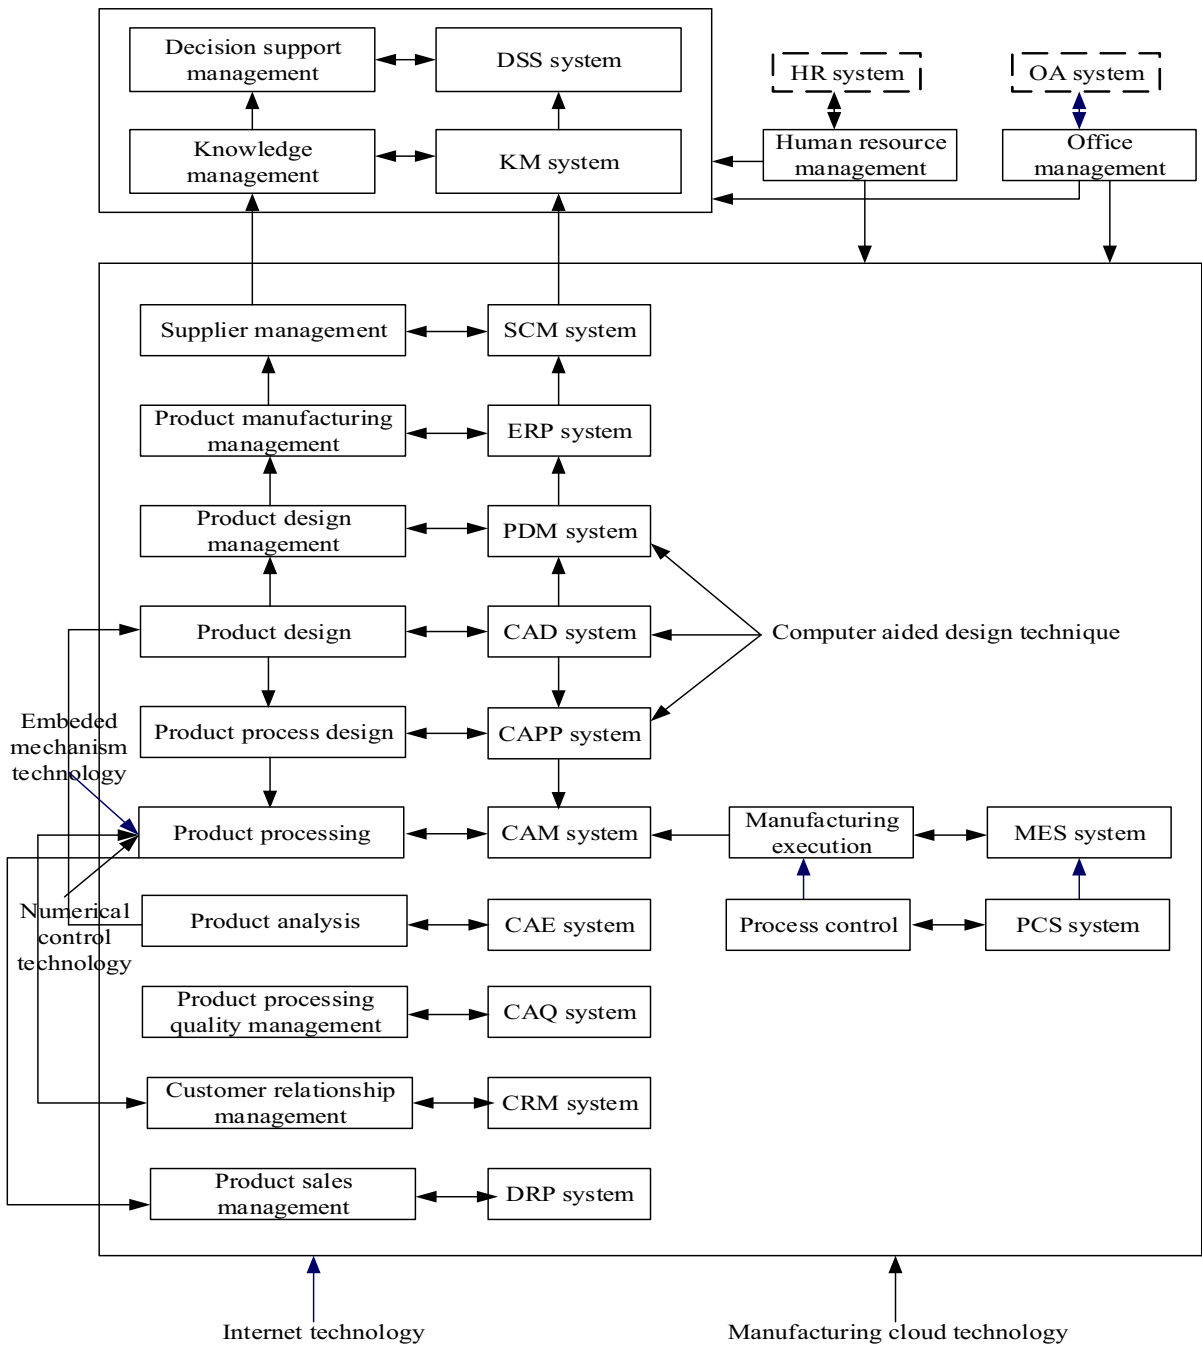 Decision support
management
DSS system
HR system
OA system
Knowledge
management
KM system
Human resource
management
Office
management
Supplier management
SCM system
Product manufacturing
management
ERP system
Product design
management
PDM system
Product design
CAD system
Computer aided design technique
Embeded
mechanism
technology
Product process design
CAPP system
Product processing
CAM system
Manufacturing
execution
MES system
Numerical
control
technology
Product analysis
CAE system
Process control
PCS system
Product processing
quality management
CAQ system
Customer relationship
management
CRM system
Product sales
management
DRP system
Internet technology
Manufacturing cloud technology